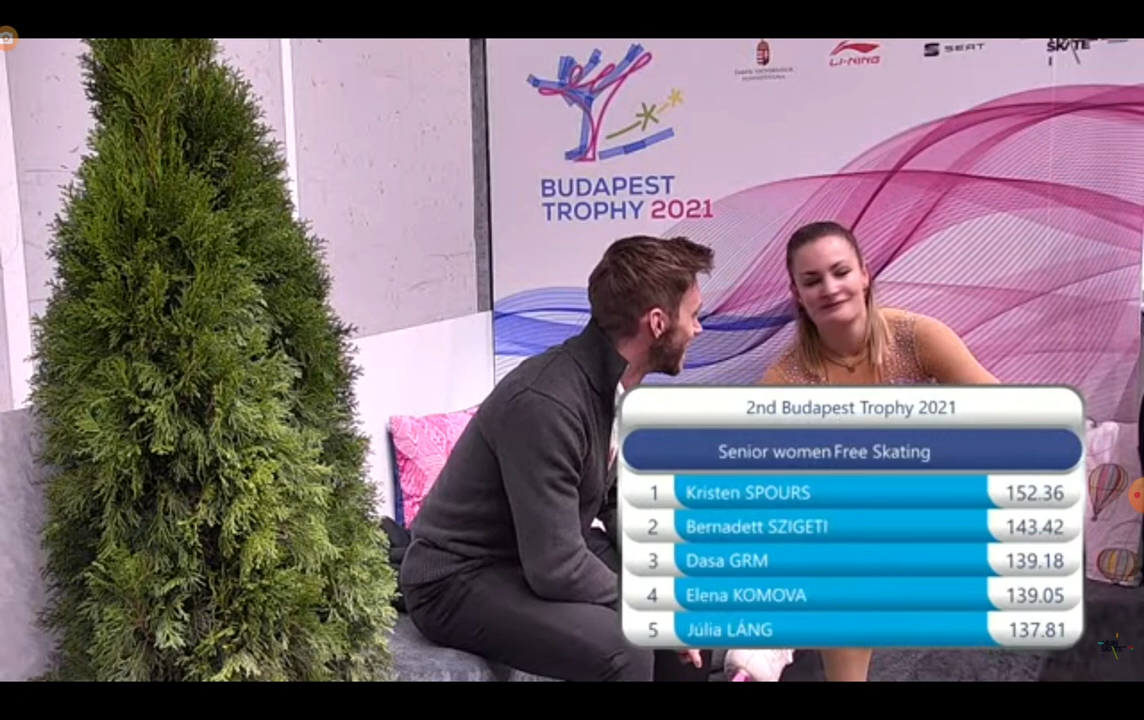 BUDAPEST
TROPHY 2021
LI-NING
SEAT
SKATE
2nd Budapest Trophy 2021
Senior women Free Skating
1 Kristen SPOURS 152.36
2 Bernadett SZIGETI 143.42
3 Dasa GRM 139.18
4 Elena KOMOVA 139.05
5 Júlia LÁNG 137.81